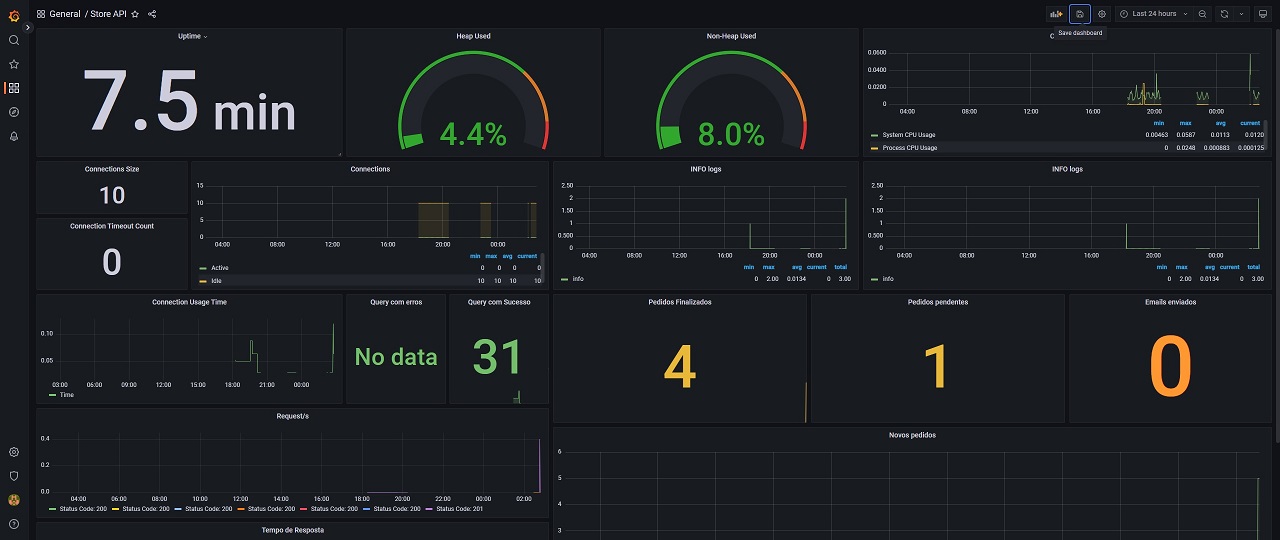 General / Store API
Last 24 hours
Save dashboard
Uptime
7.5 min
Heap Used
4.4%
Non-Heap Used
8.0%
0.0600
0.0400
0.0200
0
04:00 08:00 12:00 16:00 20:00 00:00
min max avg current
System CPU Usage 0.00463 0.0587 0.0113 0.0120
Process CPU Usage 0 0.0248 0.000883 0.000125
Connections Size
10
Connection Timeout Count
0
Connections
15
10
5
0
04:00 08:00 12:00 16:00 20:00 00:00
min max avg current
Active 0 0 0 0
Idle 10 10 10 10
INFO logs
2.50
2
1.50
1
0.500
0
04:00 08:00 12:00 16:00 20:00 00:00
min max avg current total
info 0 2.00 0.0134 0 3.00
INFO logs
2.50
2
1.50
1
0.500
0
04:00 08:00 12:00 16:00 20:00 00:00
min max avg current total
info 0 2.00 0.0134 0 3.00
Connection Usage Time
0.10
0.05
03:00 06:00 09:00 12:00 15:00 18:00 21:00 00:00
Time
Query com erros
No data
Query com Sucesso
31
Pedidos Finalizados
4
Pedidos pendentes
1
Emails enviados
0
Request/s
0.4
0.2
0.0
04:00 06:00 08:00 10:00 12:00 14:00 16:00 18:00 20:00 22:00 00:00 02:00
Status Code: 200 Status Code: 200 Status Code: 200 Status Code: 200 Status Code: 200 Status Code: 200 Status Code: 201
Tempo de Resposta
Novos pedidos
6
5
4
3